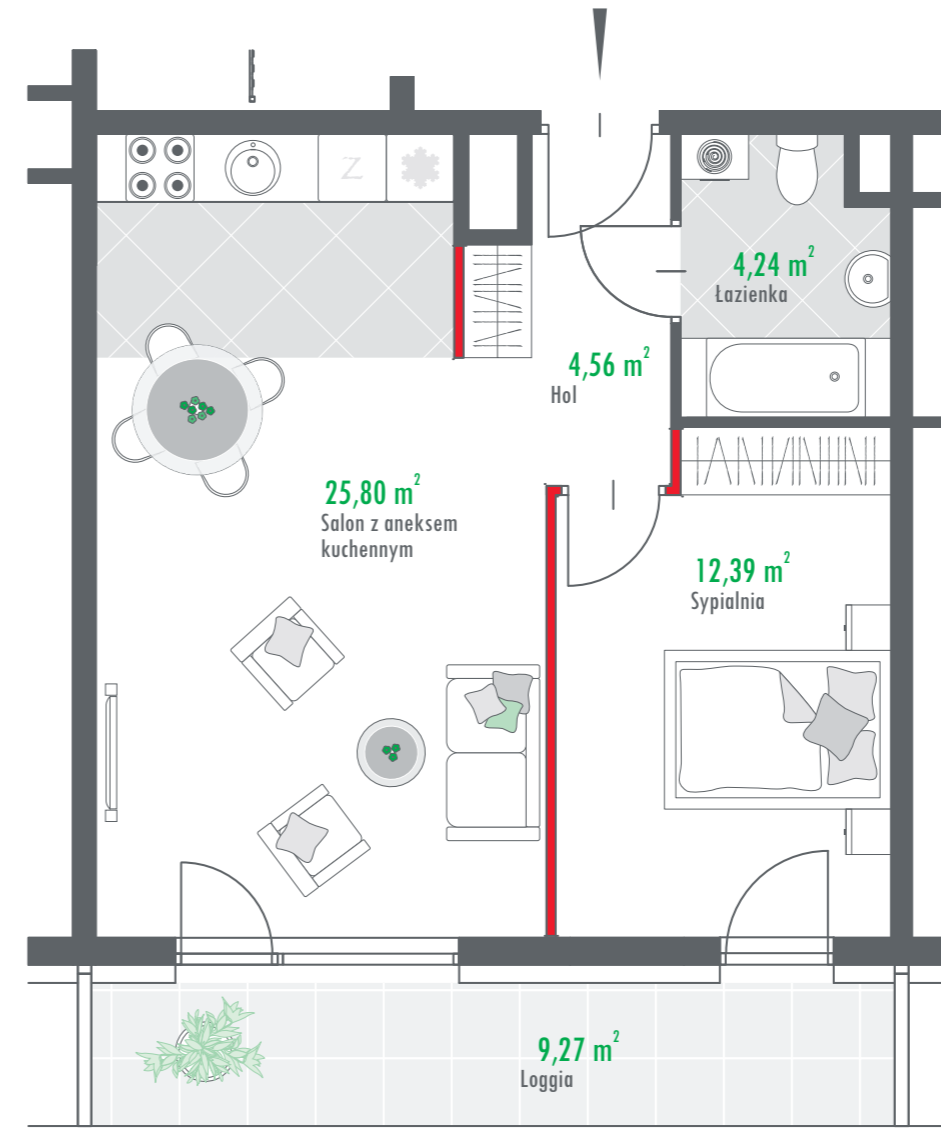 Z
4,24 m²
Łazienka
4,56 m²
Hol
25,80 m²
Salon z aneksem
kuchennym
12,39 m²
Sypialnia
9,27 m²
Loggia